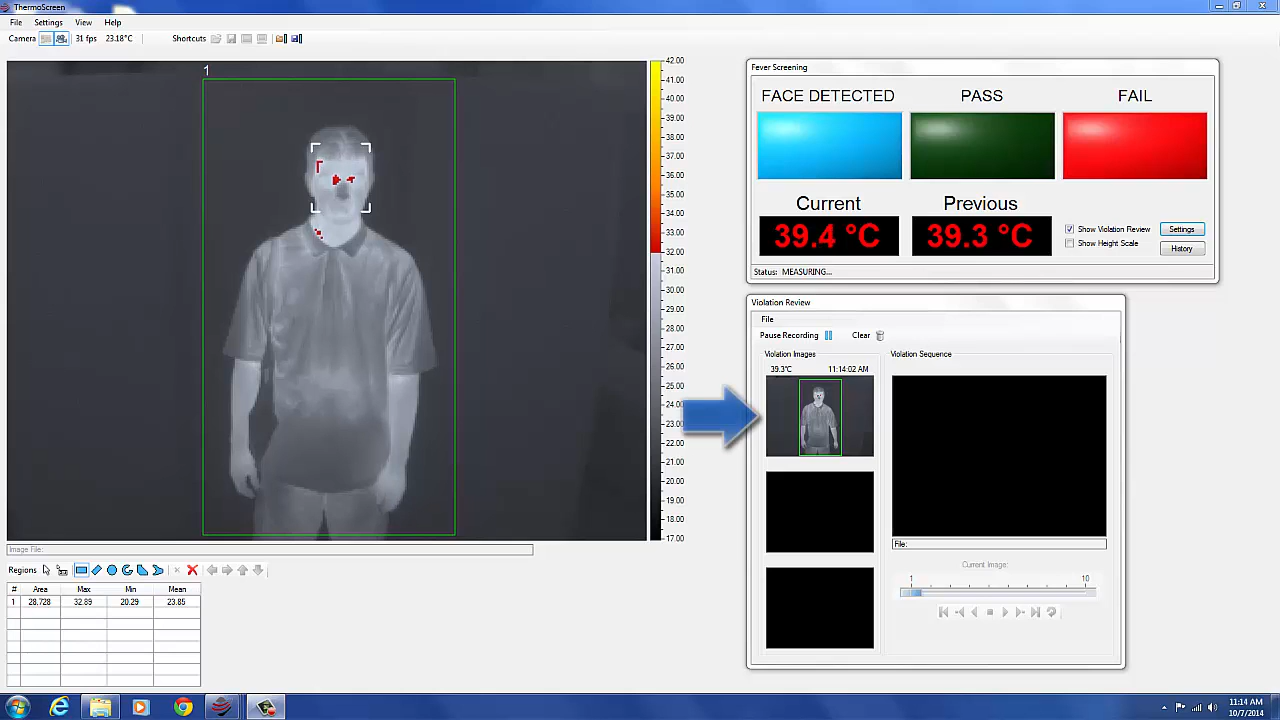 ThermoScreen
File Settings View Help
Camera 31 fps 23.18°C Shortcuts
1
42.00
41.00
40.00
39.00
38.00
37.00
36.00
35.00
34.00
33.00
32.00
31.00
30.00
29.00
28.00
27.00
26.00
25.00
24.00
23.00
22.00
21.00
20.00
19.00
18.00
17.00
Image File:
Regions
# Area Max Min Mean
1 28,728 32.89 20.29 23.85
Fever Screening
FACE DETECTED PASS FAIL
Current Previous
39.4 °C 39.3 °C
Show Violation Review Settings
Show Height Scale History
Status: MEASURING...
Violation Review
File
Pause Recording Clear
Violation Images Violation Sequence
39.3°C 11:14:02 AM
File:
Current Image:
1 10
11:14 AM
10/7/2014